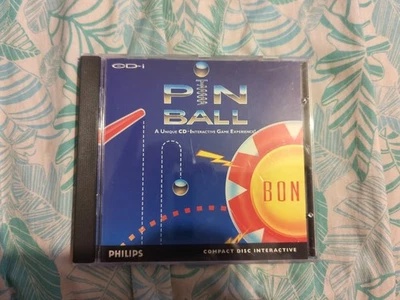 CD-i
PIN
BALL
A UNIQUE CD-INTERACTIVE GAME EXPERIENCE!
BON
PHILIPS
COMPACT DISC INTERACTIVE